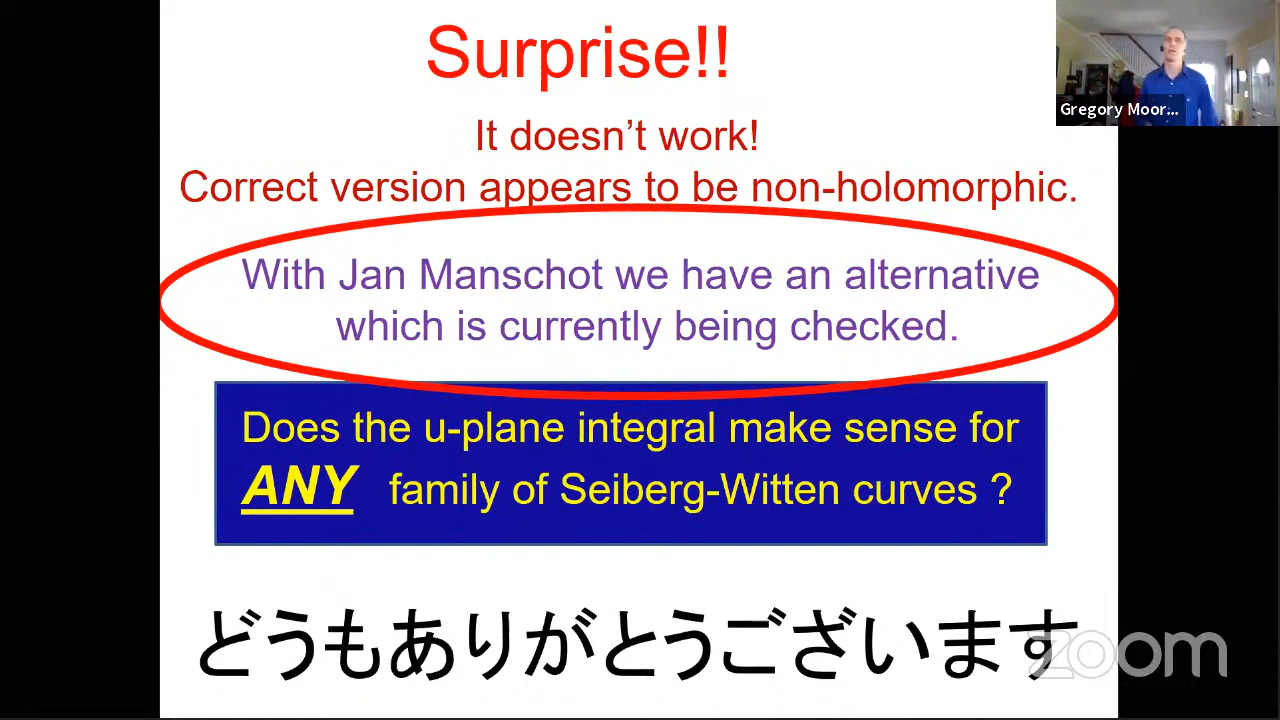 Surprise!!
Gregory Moor...
It doesn't work!
Correct version appears to be non-holomorphic.
With Jan Manschot we have an alternative
which is currently being checked.
Does the u-plane integral make sense for
ANY family of Seiberg-Witten curves ?
どうもありがとうございます
zoom